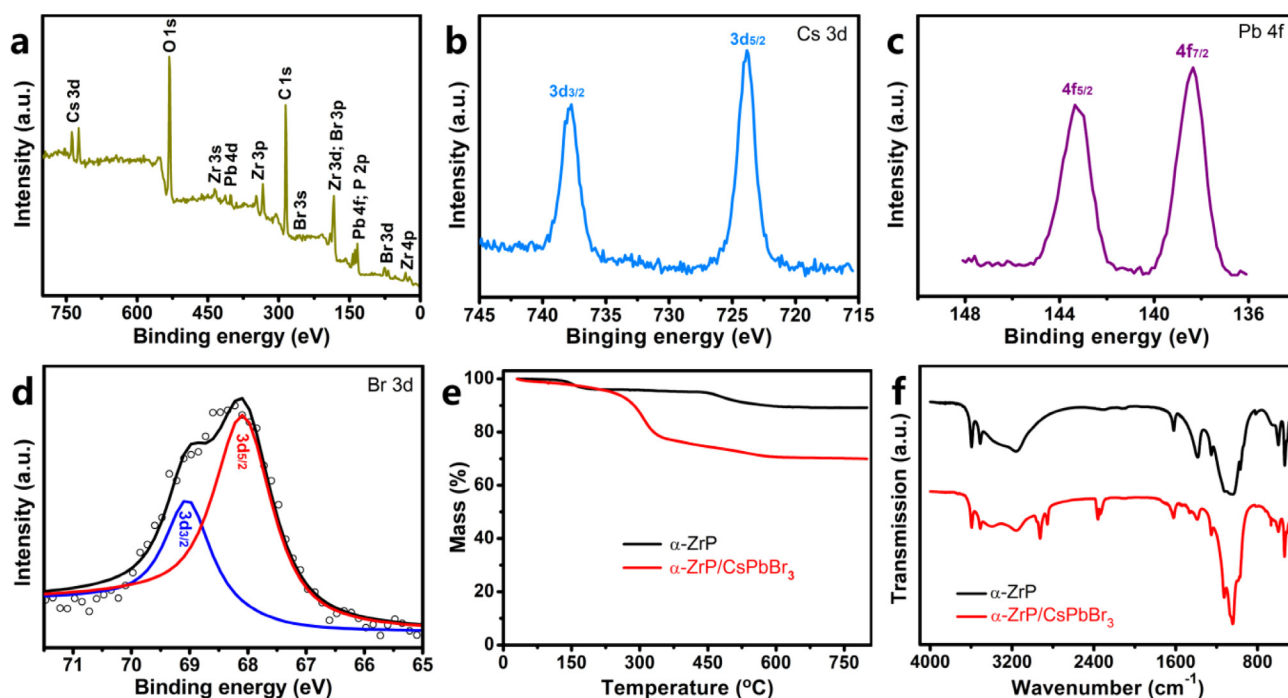 a
O 1s
Cs 3d
Zr 3s
Pb 4d
Zr 3p
C 1s
Br 3s
Zr 3d; Br 3p
Pb 4f; P 2p
Br 3d
Zr 4p
Intensity (a.u.)
750 600 450 300 150 0
Binding energy (eV)
b
Cs 3d
3d5/2
3d3/2
Intensity (a.u.)
745 740 735 730 725 720 715
Binging energy (eV)
c
Pb 4f
4f7/2
4f5/2
Intensity (a.u.)
148 144 140 136
Binding energy (eV)
d
Br 3d
3d5/2
3d3/2
Intensity (a.u.)
71 70 69 68 67 66 65
Binding energy (eV)
e
100
80
60
40
20
0
Mass (%)
α-ZrP
α-ZrP/CsPbBr3
0 150 300 450 600 750
Temperature (oC)
f
Transmission (a.u.)
α-ZrP
α-ZrP/CsPbBr3
4000 3200 2400 1600 800
Wavenumber (cm-1)